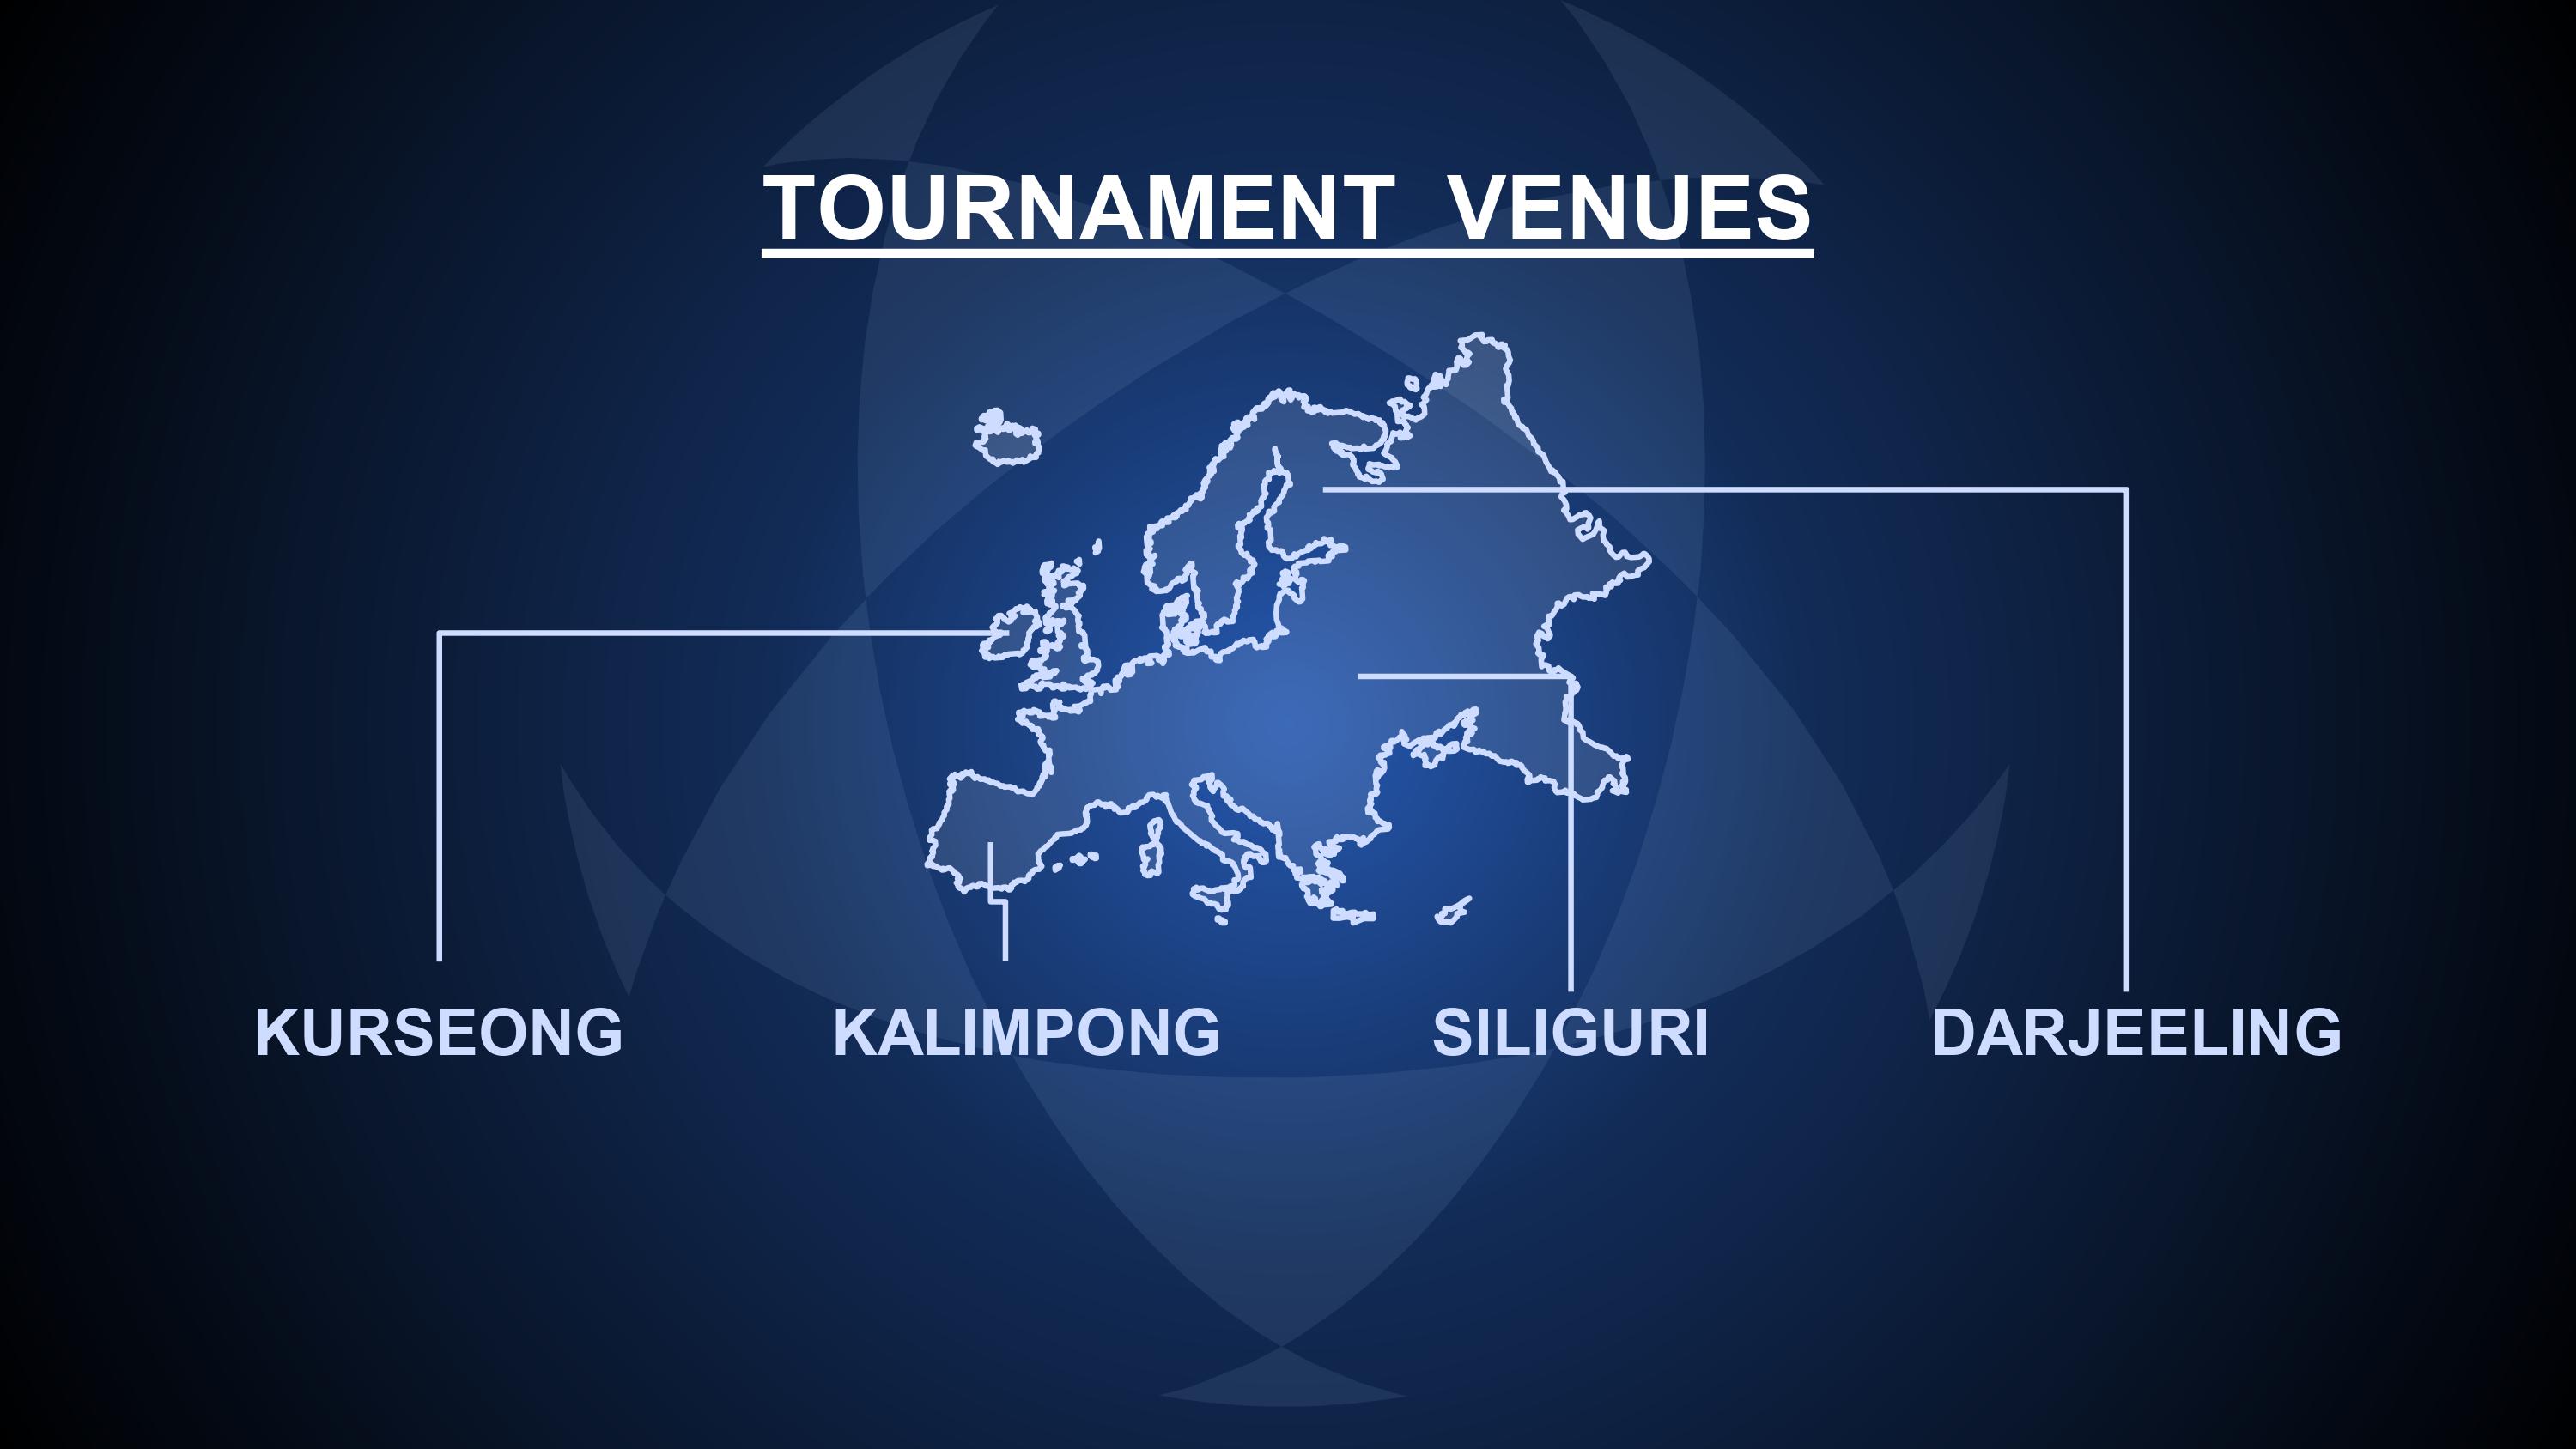 TOURNAMENT VENUES
KURSEONG
KALIMPONG
SILIGURI
DARJEELING